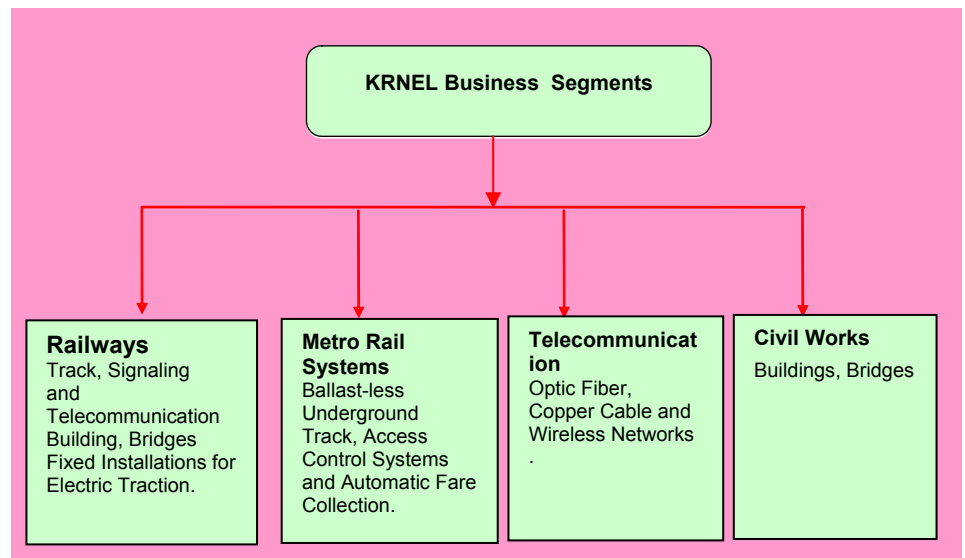 KRNEL Business Segments
Railways
Track, Signaling
and
Telecommunication
Building, Bridges
Fixed Installations for
Electric Traction.
Metro Rail
Systems
Ballast-less
Underground
Track, Access
Control Systems
and Automatic Fare
Collection.
Telecommunicat
ion
Optic Fiber,
Copper Cable and
Wireless Networks
.
Civil Works
Buildings, Bridges